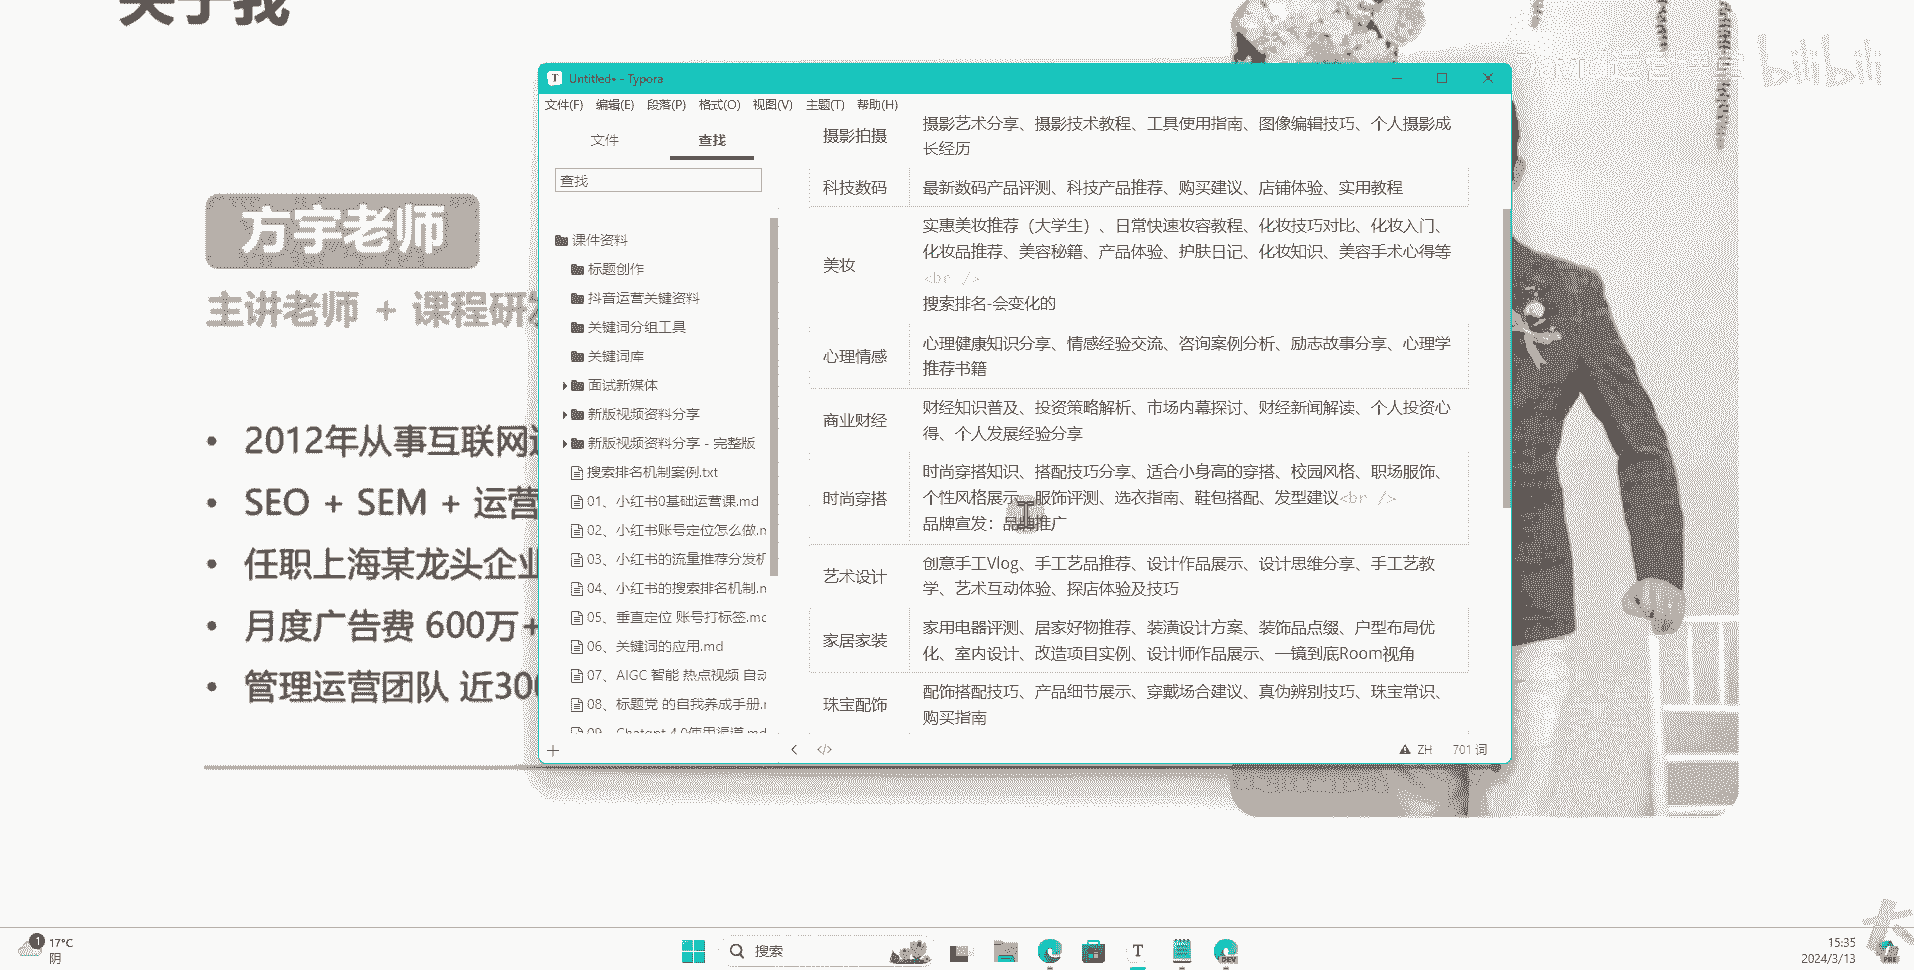 关于我
bilibili
方宇老师
主讲老师 + 课程研发
2012年从事互联网
SEO + SEM + 运营
任职上海某龙头企业
月度广告费 600万+
管理运营团队 近300
Untitled• - Typora
文件(F) 编辑(E) 段落(P) 格式(O) 视图(V) 主题(T) 帮助(H)
文件 查找
查找
课件资料
标题创作
抖音运营关键资料
关键词分组工具
关键词库
面试新媒体
新版视频资料分享
新版视频资料分享 - 完整版
搜索排名机制案例.txt
01、小红书0基础运营课.md
02、小红书账号定位怎么做.m
03、小红书的流量推荐分发机
04、小红书的搜索排名机制.m
05、垂直定位 账号打标签.mc
06、关键词的应用.md
07、AIGC 智能 热点视频 自动
08、标题党 的自我养成手册.r
09、Chatgpt 4.0使用渠道.md
摄影拍摄
摄影艺术分享、摄影技术教程、工具使用指南、图像编辑技巧、个人摄影成
长经历
科技数码
最新数码产品评测、科技产品推荐、购买建议、店铺体验、实用教程
美妆
实惠美妆推荐（大学生）、日常快速妆容教程、化妆技巧对比、化妆入门、
化妆品推荐、美容秘籍、产品体验、护肤日记、化妆知识、美容手术心得等
<br />
搜索排名-会变化的
心理情感
心理健康知识分享、情感经验交流、咨询案例分析、励志故事分享、心理学
推荐书籍
商业财经
财经知识普及、投资策略解析、市场内幕探讨、财经新闻解读、个人投资心
得、个人发展经验分享
时尚穿搭
时尚穿搭知识、搭配技巧分享、适合小身高的穿搭、校园风格、职场服饰、
个性风格展示、服饰评测、选衣指南、鞋包搭配、发型建议<br />
品牌宣发：品牌推广
艺术设计
创意手工Vlog、手工艺品推荐、设计作品展示、设计思维分享、手工艺教
学、艺术互动体验、探店体验及技巧
家居家装
家用电器评测、居家好物推荐、装潢设计方案、装饰品点缀、户型布局优
化、室内设计、改造项目实例、设计师作品展示、一镜到底Room视角
珠宝配饰
配饰搭配技巧、产品细节展示、穿戴场合建议、真伪辨别技巧、珠宝常识、
购买指南
ZH 701 词
1 17°C
阴
搜索
15:35
2024/3/13